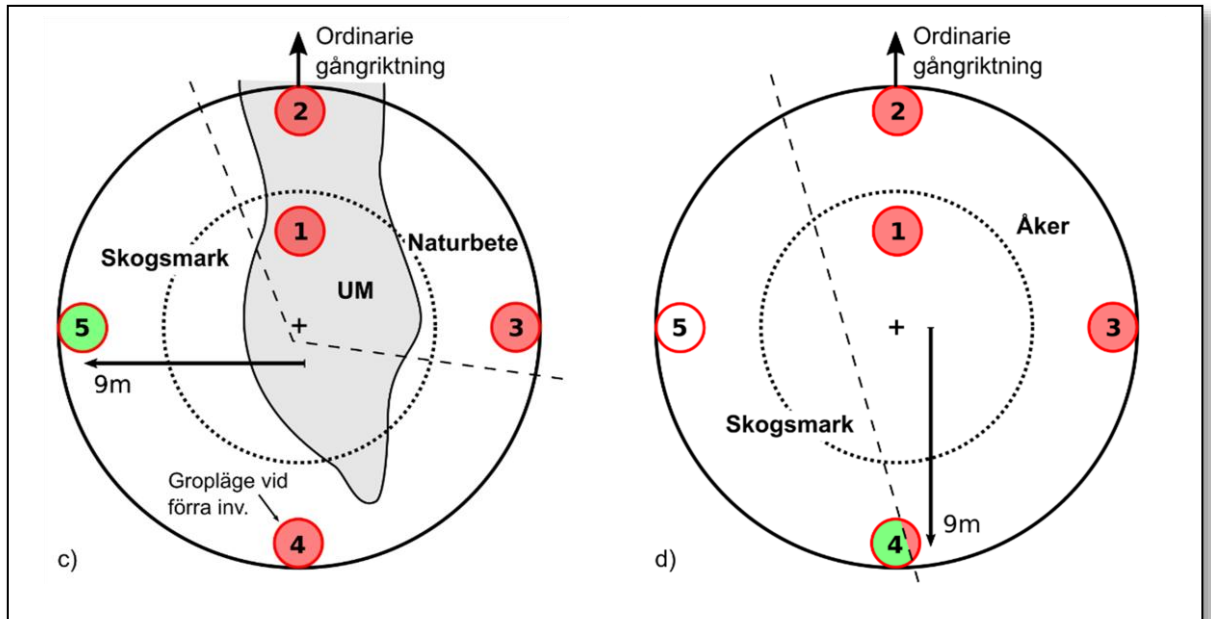 Ordinarie
gångriktning
2
1
Skogsmark
Naturbete
UM
5
3
9m
Gropläge vid
förra inv.
4
c)
Ordinarie
gångriktning
2
1
Åker
5
3
Skogsmark
9m
4
d)